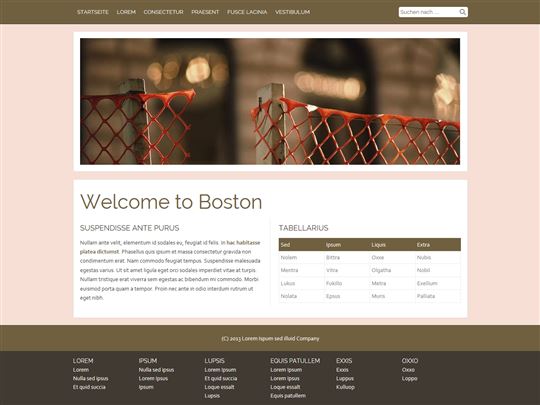 STARTSEITE LOREM CONSECTETUR PRAESENT FUSCE LACINIA VESTIBULUM Suchen nach ...
Welcome to Boston
SUSPENDISSE ANTE PURUS
Nullam ante velit, elementum id sodales eu, feugiat id felis. In hac habitasse
platea dictumst. Phasellus quis ipsum et massa consectetur gravida non
condimentum erat. Nam commodo feugiat tempus. Suspendisse malesuada
egestas varius. Ut sit amet ligula eget orci sodales imperdiet vitae at turpis.
Nullam tristique erat viverra sem egestas ac bibendum mi commodo. Morbi
euismod porta quam a tempor. Proin nec ante in odio interdum dapibus ut
eget nibh.
TABELLARIUS
Sed Ipsum Liquis Extra
Nolem Bittra Oxxe Nubis
Mentra Vitra Olgatha Nobil
Lukus Fokillo Metra Exellium
Nolata Epsus Muris Palliata
(C) 2013 Lorem Ispum sed illuid Company
LOREM IPSUM LUPSIS EQUIS PATULLEM EXXIS OXXO
Lorem Nulla sed ipsus Lorem Ipsum Lorem Ipsum Exxis Oxxo
Nulla sed ipsus Lorem Ipsus Et quid succia Lorem Ipsus Luppus Loppo
Et quid succia Ipsum Loque essalt Loque essalt Kulluop
Lupsis Equis patullem